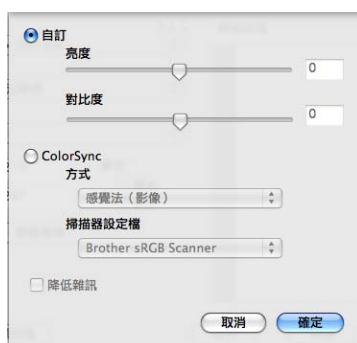 自訂
亮度
0
對比度
0
ColorSync
方式
感覺法（影像）
掃描器設定檔
Brother sRGB Scanner
降低雜訊
取消 確定